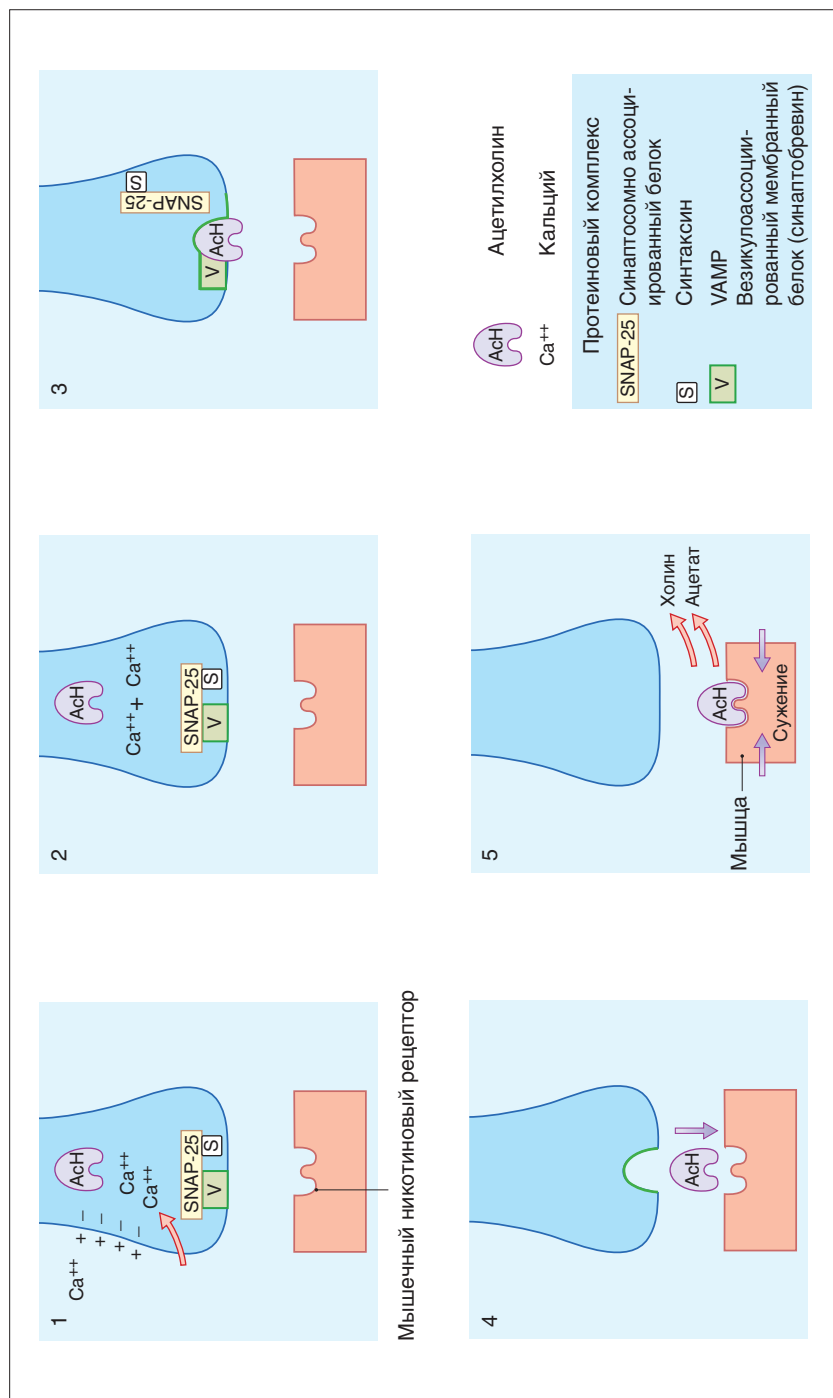 1
Ca++
+ −
+ −
+ −
+ −
AcH
Ca++
Ca++
SNAP-25
V
S
Мышечный никотиновый рецептор
2
AcH
Ca++ + Ca++
SNAP-25
V
S
3
S
SNAP-25
V
AcH
4
AcH
5
Холин
Ацетат
AcH
Сужение
Мышца
AcH
Ацетилхолин
Ca++
Кальций
Протеиновый комплекс
SNAP-25
Синаптосомно ассоци-
ированный белок
S
Синтаксин
V
VAMP
Везикулоассоции-
рованный мембранный
белок (синаптобревин)